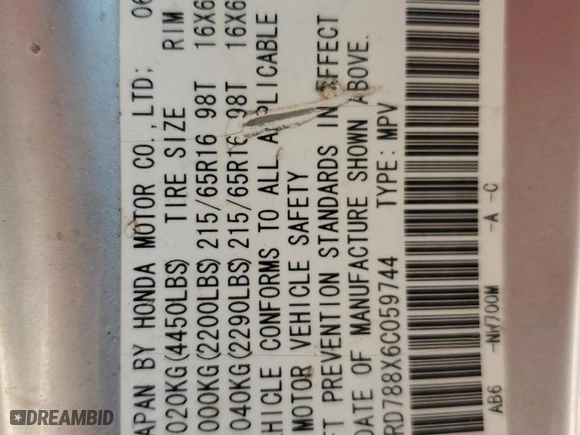 APAN BY HONDA MOTOR CO.,LTD; 06
020KG(4450LBS) TIRE SIZE RIM
000KG(2200LBS) 215/65R16 98T 16X6
040KG(2290LBS) 215/65R16 98T 16X6
HICLE CONFORMS TO ALL APPLICABLE
MOTOR VEHICLE SAFETY
FT PREVENTION STANDARDS IN EFFECT
DATE OF MANUFACTURE SHOWN ABOVE.
RD788X6C059744 TYPE: MPV
AB6 -NH700M -A -C
DREAMBID